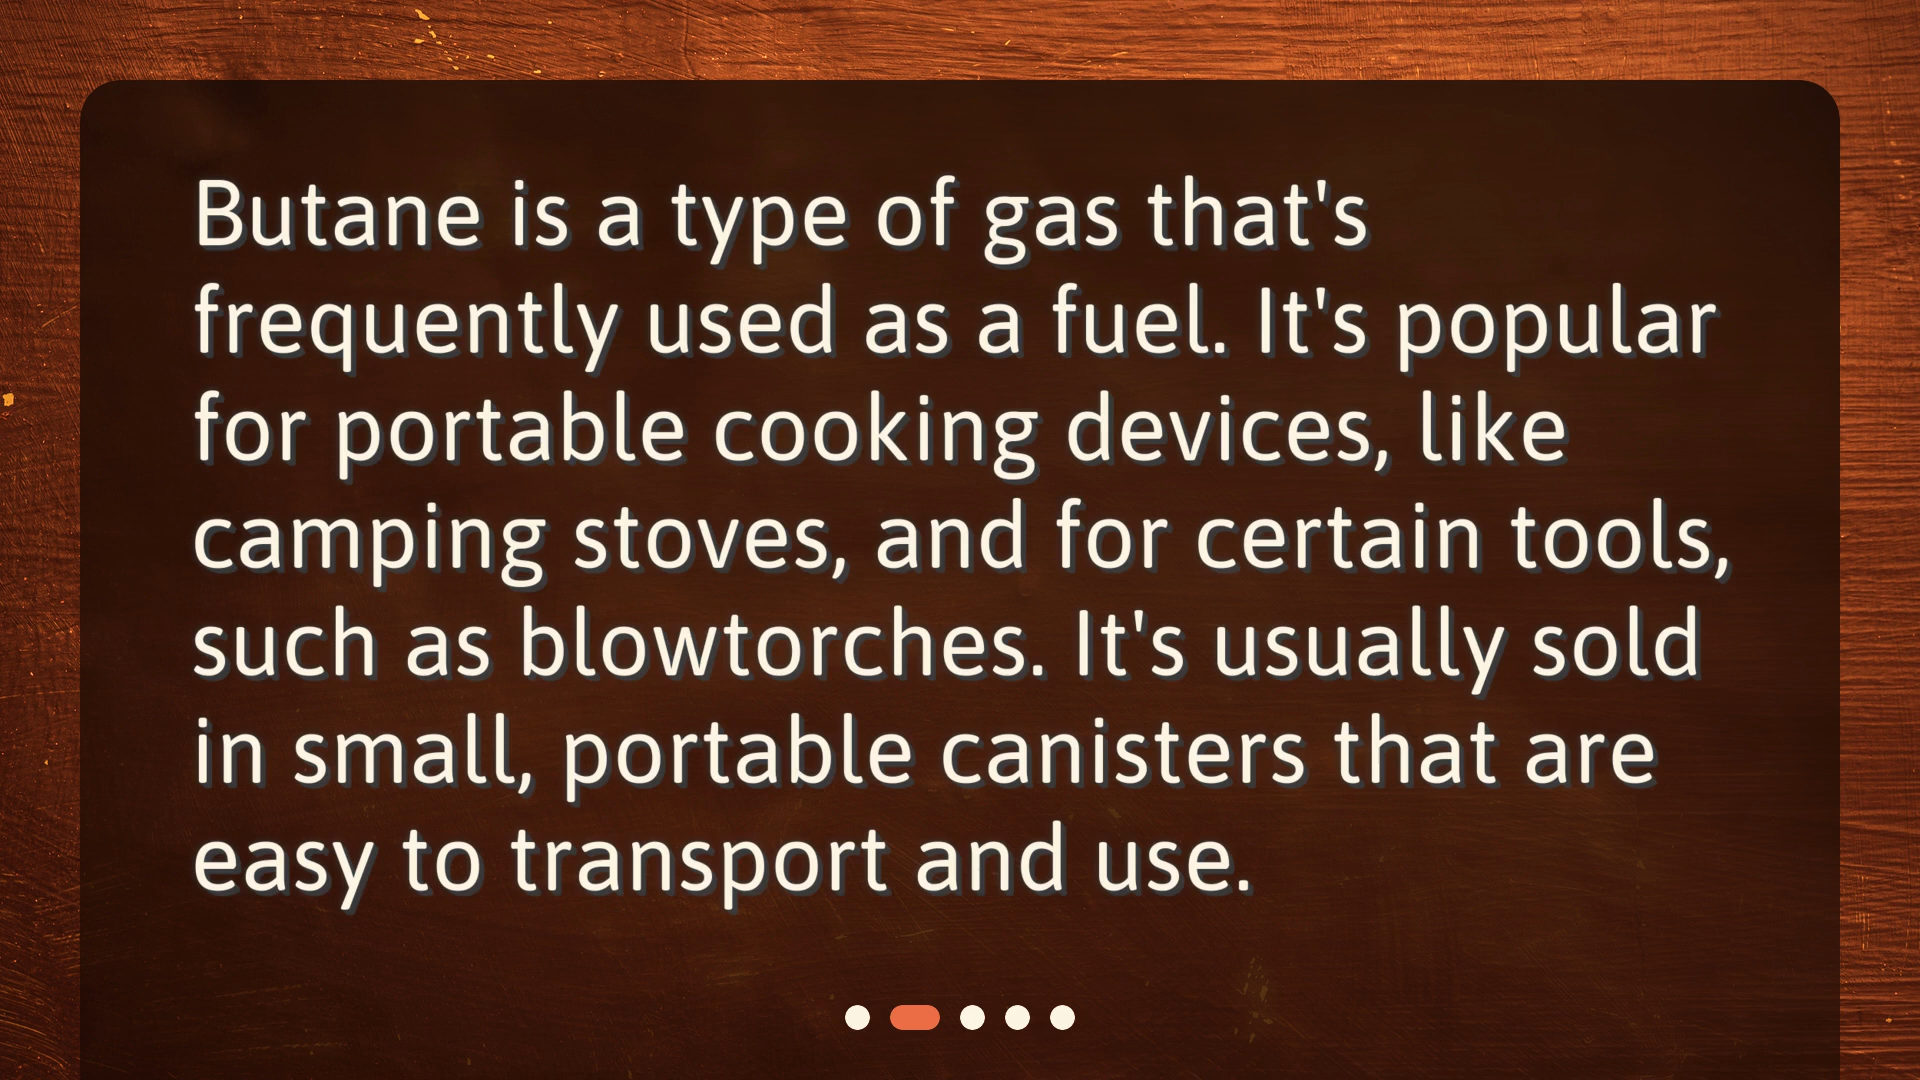 Butane is a type of gas that's
frequently used as a fuel. It's popular
for portable cooking devices, like
camping stoves, and for certain tools,
such as blowtorches. It's usually sold
in small, portable canisters that are
easy to transport and use.